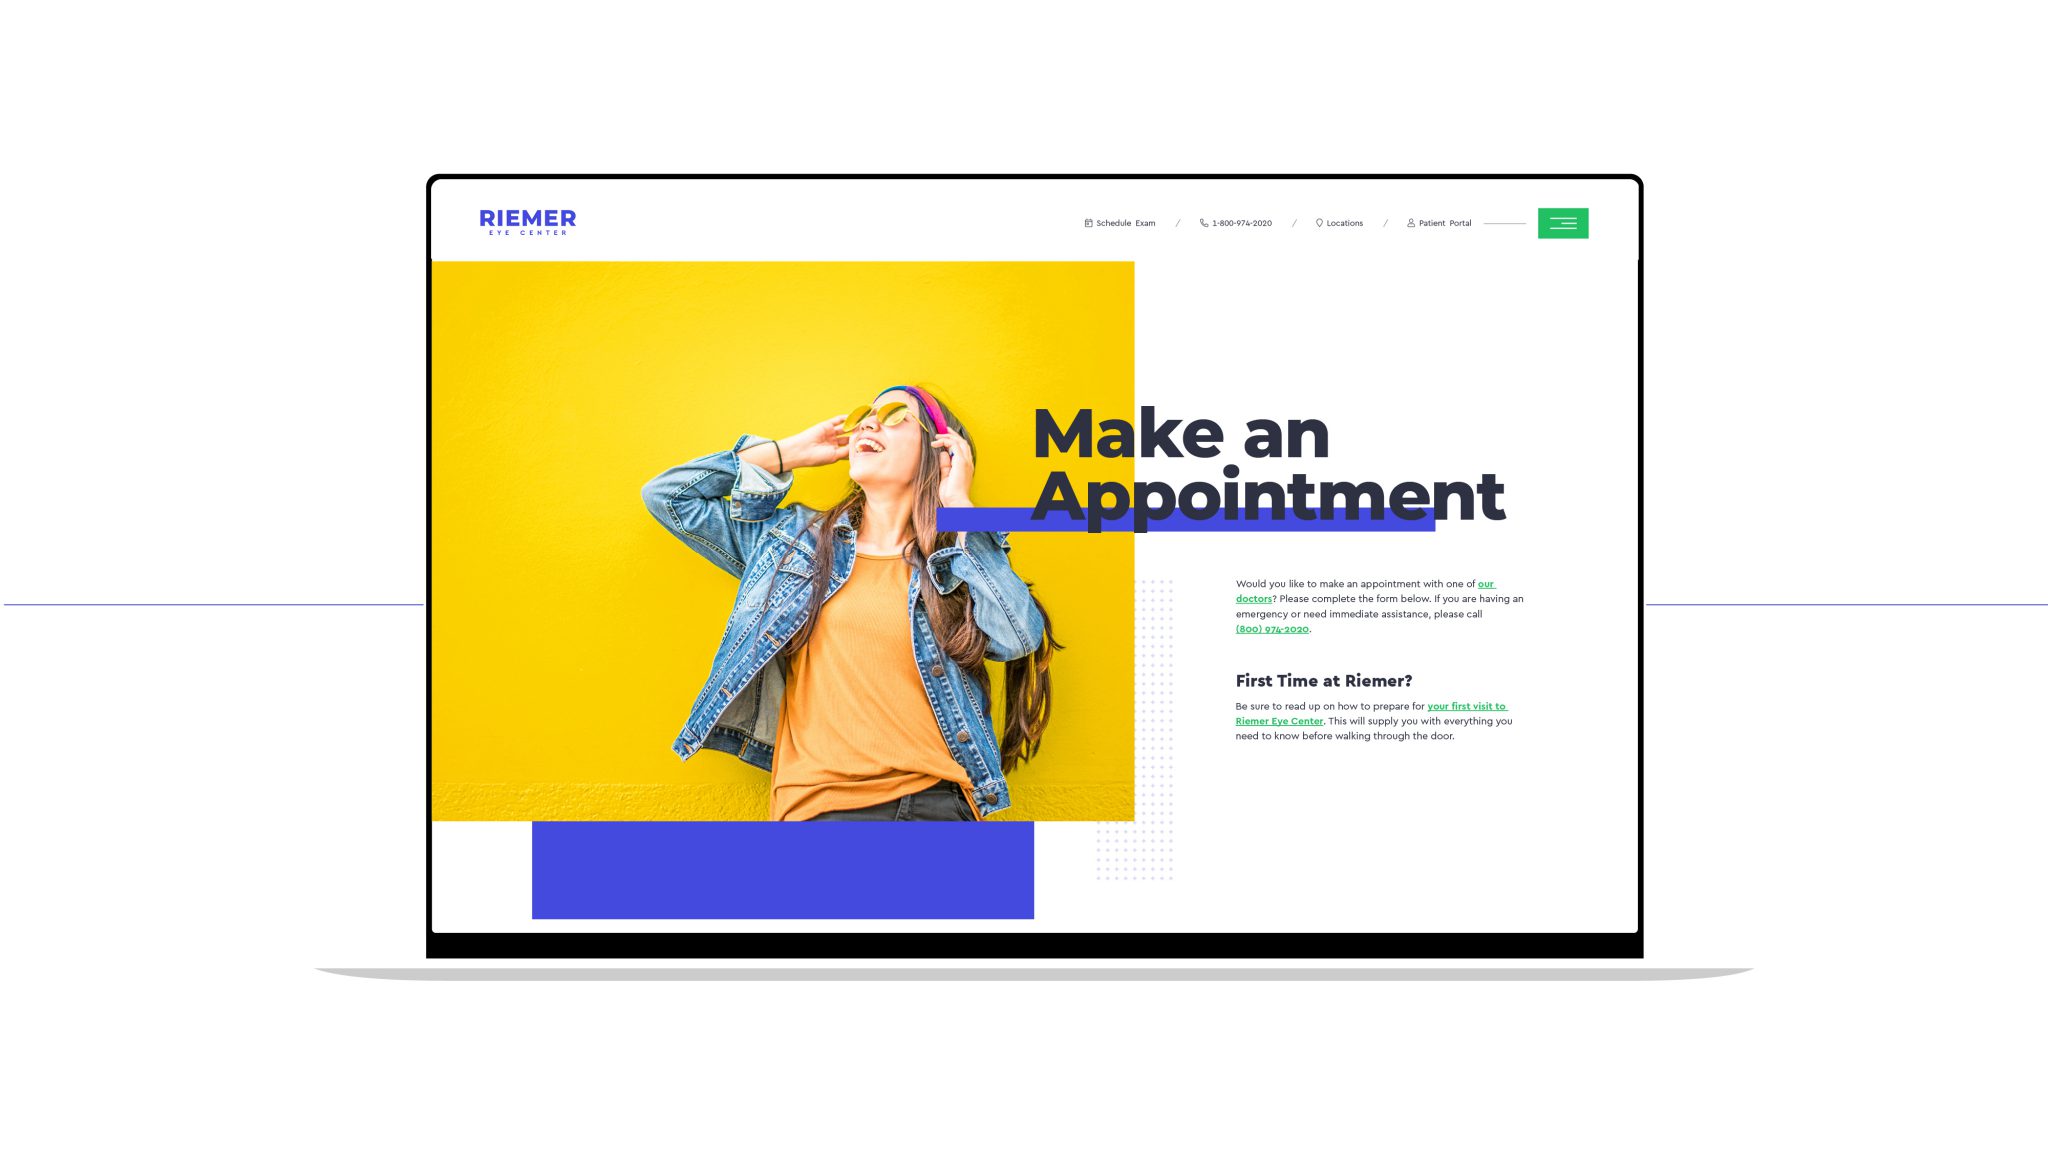 RIEMER
EYE CENTER
Schedule Exam / 1-800-974-2020 / Locations / Patient Portal
Make an
Appointment
Would you like to make an appointment with one of our
doctors? Please complete the form below. If you are having an
emergency or need immediate assistance, please call
(800) 974-2020.
First Time at Riemer?
Be sure to read up on how to prepare for your first visit to
Riemer Eye Center. This will supply you with everything you
need to know before walking through the door.